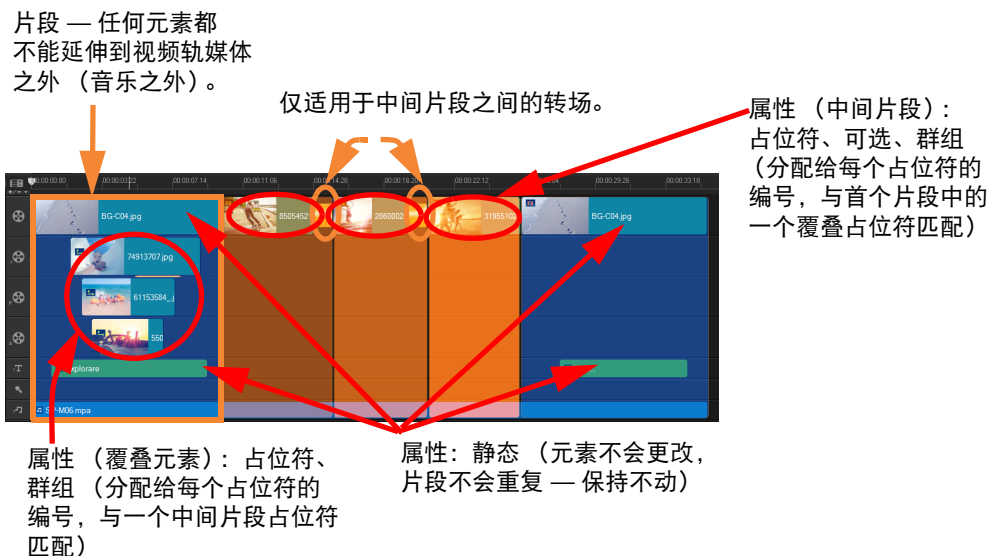 片段 — 任何元素都
不能延伸到视频轨媒体
之外 （音乐之外）。
仅适用于中间片段之间的转场。
属性 （中间片段）:
占位符、可选、群组
（分配给每个占位符的
编号，与首个片段中的
一个覆叠占位符匹配）
00:00:00.00
00:00:03.22
00:00:07.14
00:00:11.06
00:00:14.28
00:00:18.20
00:00:22.12
00:00:29.26
00:00:33.18
BG-C04.jpg
8505452
2860002
31955102
BG-C04.jpg
74913707.jpg
61153584_j
550
xplorare
SP-M06.mpa
属性 （覆叠元素）: 占位符、
群组 （分配给每个占位符的
编号，与一个中间片段占位符
匹配）
属性: 静态 （元素不会更改，
片段不会重复 — 保持不动）